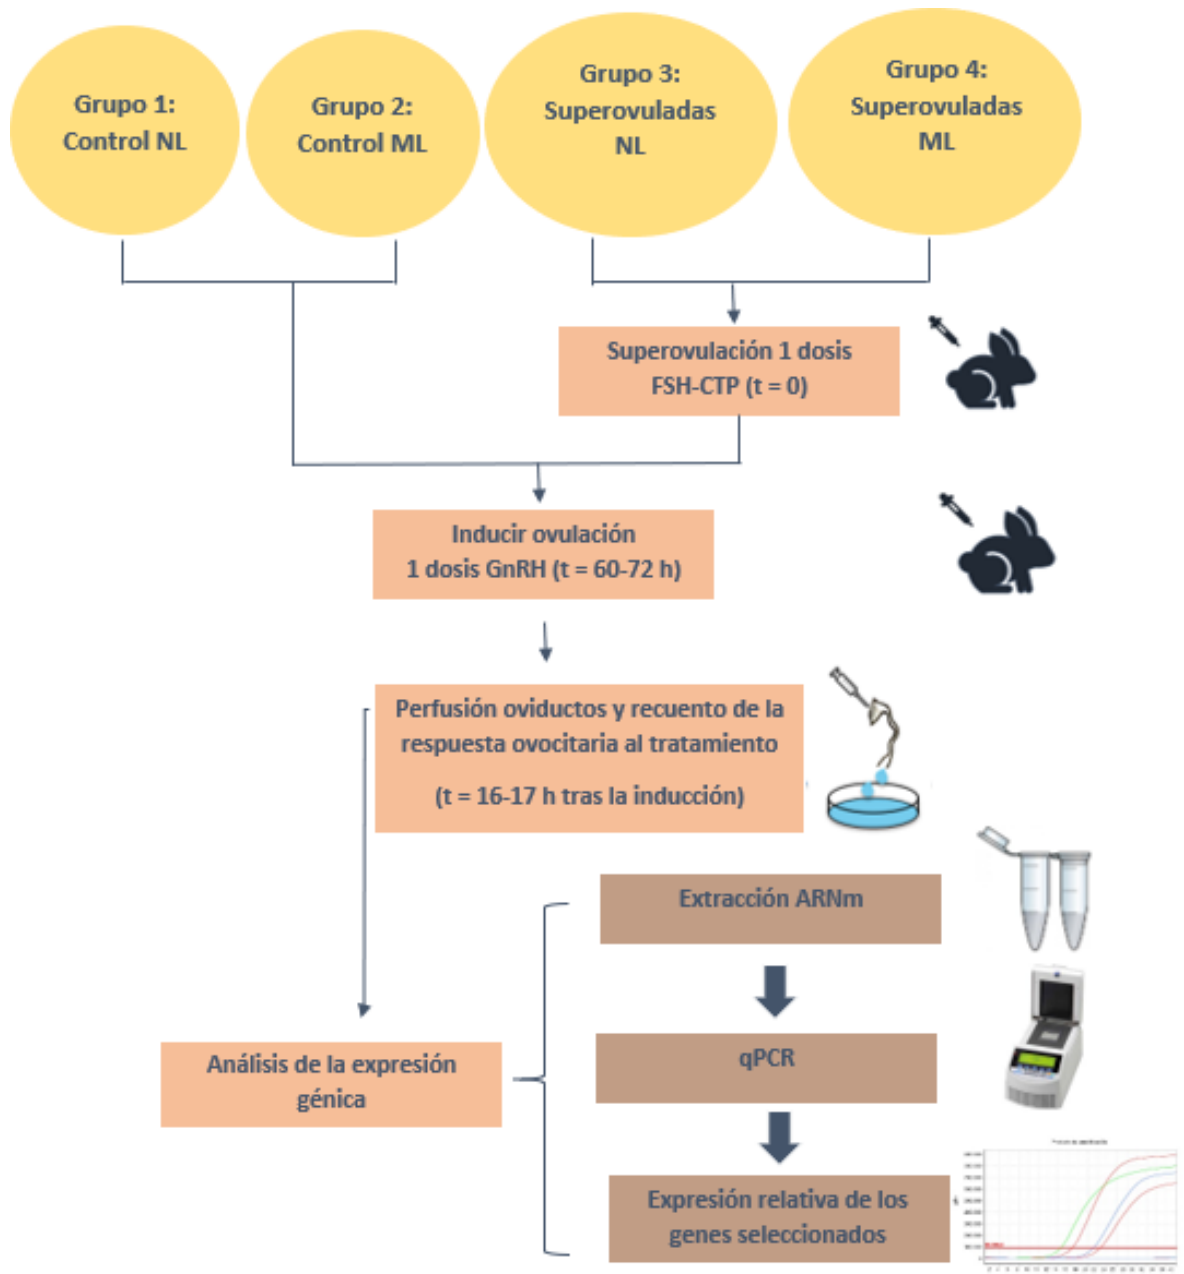 Grupo 1:
Control NL
Grupo 2:
Control ML
Grupo 3:
Superovuladas
NL
Grupo 4:
Superovuladas
ML
Superovulación 1 dosis
FSH-CTP (t = 0)
Inducir ovulación
1 dosis GnRH (t = 60-72 h)
Perfusión oviductos y recuento de la
respuesta ovocitaria al tratamiento
(t = 16-17 h tras la inducción)
Extracción ARNm
qPCR
Análisis de la expresión
génica
Expresión relativa de los
genes seleccionados